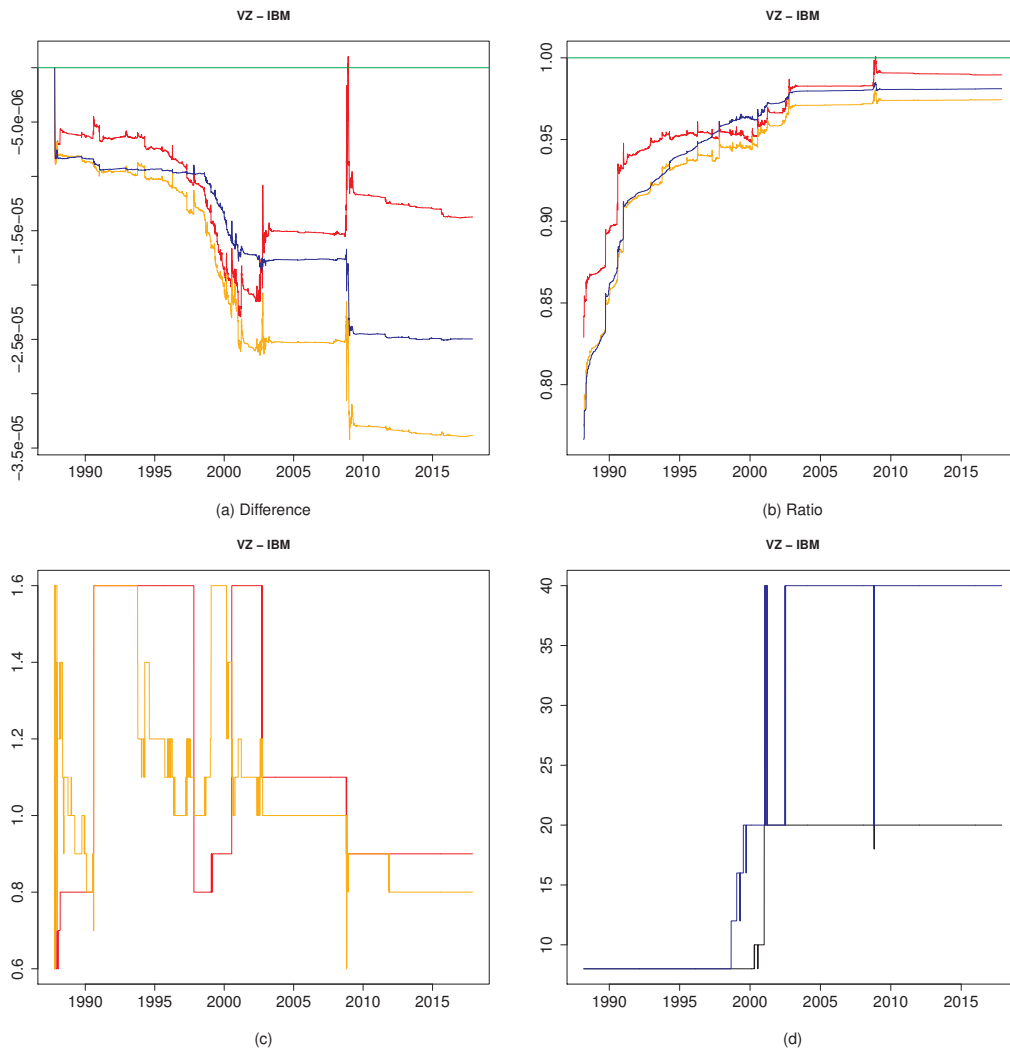 VZ – IBM
−5.0e−06
−1.5e−05
−2.5e−05
−3.5e−05
1990 1995 2000 2005 2010 2015
(a) Difference
VZ – IBM
1.00
0.95
0.90
0.85
0.80
1990 1995 2000 2005 2010 2015
(b) Ratio
VZ – IBM
1.6
1.4
1.2
1.0
0.8
0.6
1990 1995 2000 2005 2010 2015
(c)
VZ – IBM
40
35
30
25
20
15
10
1990 1995 2000 2005 2010 2015
(d)